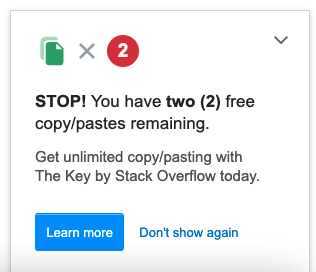 2
STOP! You have two (2) free
copy/pastes remaining.
Get unlimited copy/pasting with
The Key by Stack Overflow today.
Learn more
Don't show again